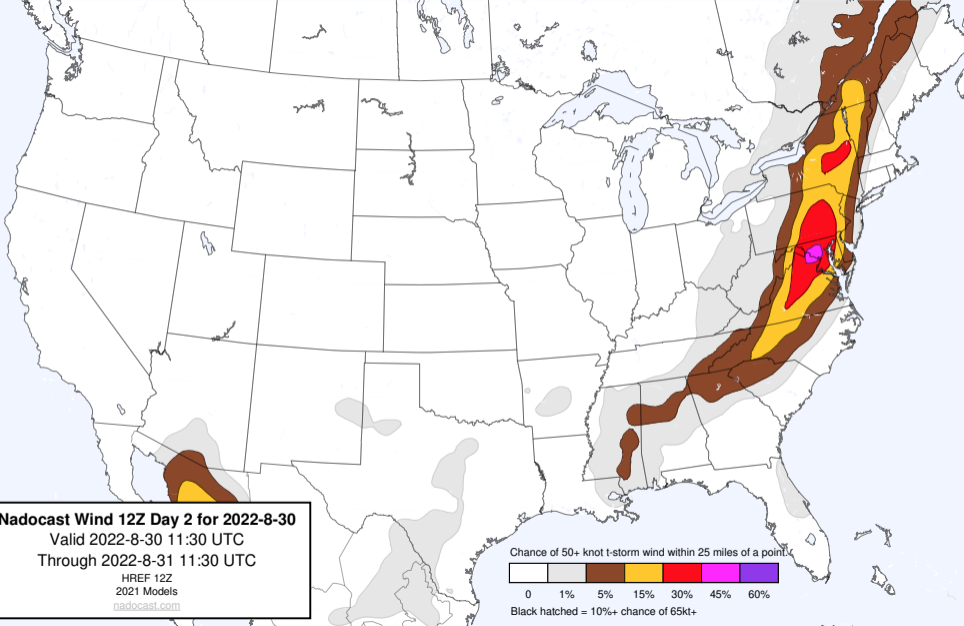 Nadocast Wind 12Z Day 2 for 2022-8-30
Valid 2022-8-30 11:30 UTC
Through 2022-8-31 11:30 UTC
HREF 12Z
2021 Models
nadocast.com
Chance of 50+ knot t-storm wind within 25 miles of a point.
0 1% 5% 15% 30% 45% 60%
Black hatched = 10%+ chance of 65kt+